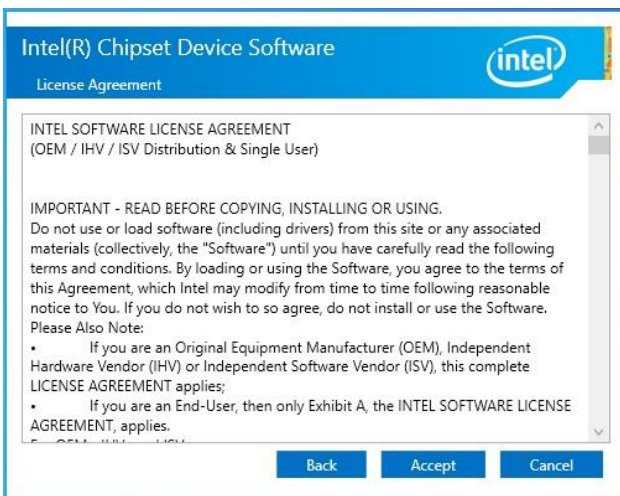 Intel(R) Chipset Device Software
intel
License Agreement
INTEL SOFTWARE LICENSE AGREEMENT
(OEM / IHV / ISV Distribution & Single User)
IMPORTANT - READ BEFORE COPYING, INSTALLING OR USING.
Do not use or load software (including drivers) from this site or any associated
materials (collectively, the "Software") until you have carefully read the following
terms and conditions. By loading or using the Software, you agree to the terms of
this Agreement, which Intel may modify from time to time following reasonable
notice to You. If you do not wish to so agree, do not install or use the Software.
Please Also Note:
• If you are an Original Equipment Manufacturer (OEM), Independent
Hardware Vendor (IHV) or Independent Software Vendor (ISV), this complete
LICENSE AGREEMENT applies;
• If you are an End-User, then only Exhibit A, the INTEL SOFTWARE LICENSE
AGREEMENT, applies.
Back Accept Cancel